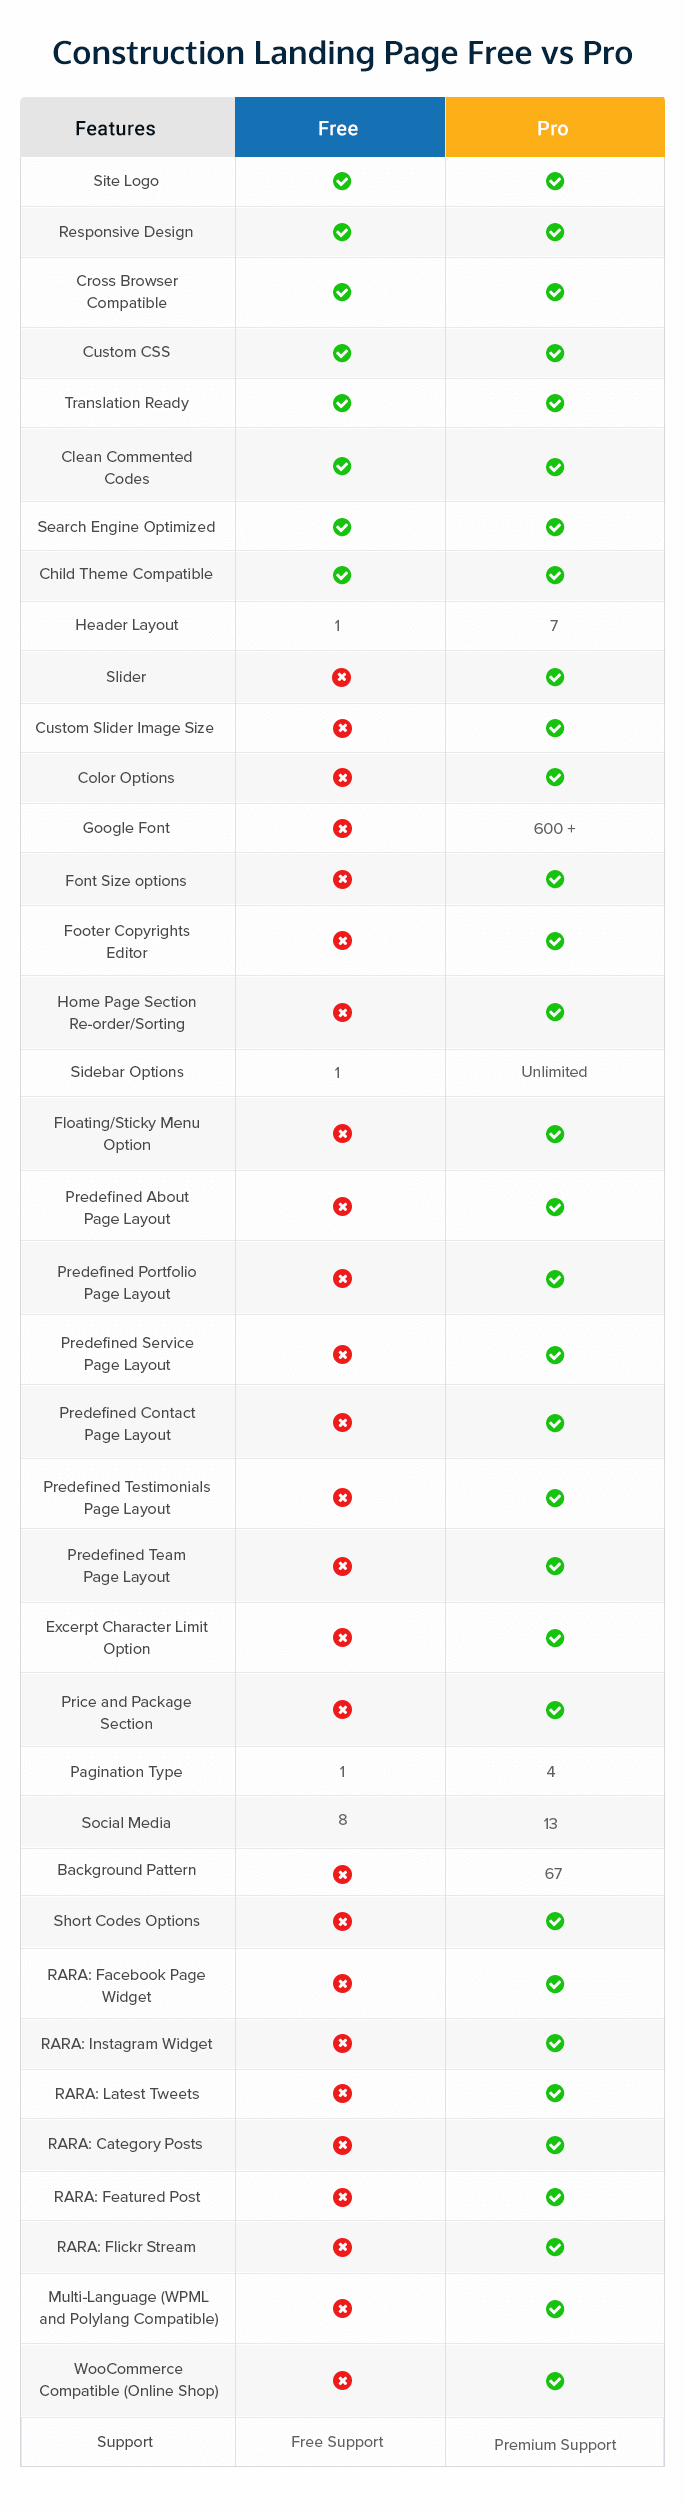 Construction Landing Page Free vs Pro
Features Free Pro
Site Logo
Responsive Design
Cross Browser
Compatible
Custom CSS
Translation Ready
Clean Commented
Codes
Search Engine Optimized
Child Theme Compatible
Header Layout 1 7
Slider
Custom Slider Image Size
Color Options
Google Font 600 +
Font Size options
Footer Copyrights
Editor
Home Page Section
Re-order/Sorting
Sidebar Options 1 Unlimited
Floating/Sticky Menu
Option
Predefined About
Page Layout
Predefined Portfolio
Page Layout
Predefined Service
Page Layout
Predefined Contact
Page Layout
Predefined Testimonials
Page Layout
Predefined Team
Page Layout
Excerpt Character Limit
Option
Price and Package
Section
Pagination Type 1 4
Social Media 8 13
Background Pattern 67
Short Codes Options
RARA: Facebook Page
Widget
RARA: Instagram Widget
RARA: Latest Tweets
RARA: Category Posts
RARA: Featured Post
RARA: Flickr Stream
Multi-Language (WPML
and Polylang Compatible)
WooCommerce
Compatible (Online Shop)
Support Free Support Premium Support